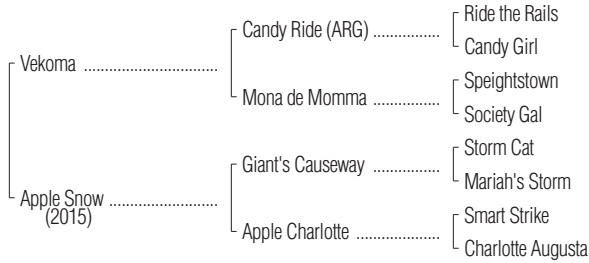 Ride the Rails
Candy Ride (ARG) ................
Candy Girl
Vekoma ................................
Speightstown
Mona de Momma ................
Society Gal
Storm Cat
Giant's Causeway ................
Mariah's Storm
Apple Snow ..........................
(2015)
Smart Strike
Apple Charlotte ....................
Charlotte Augusta